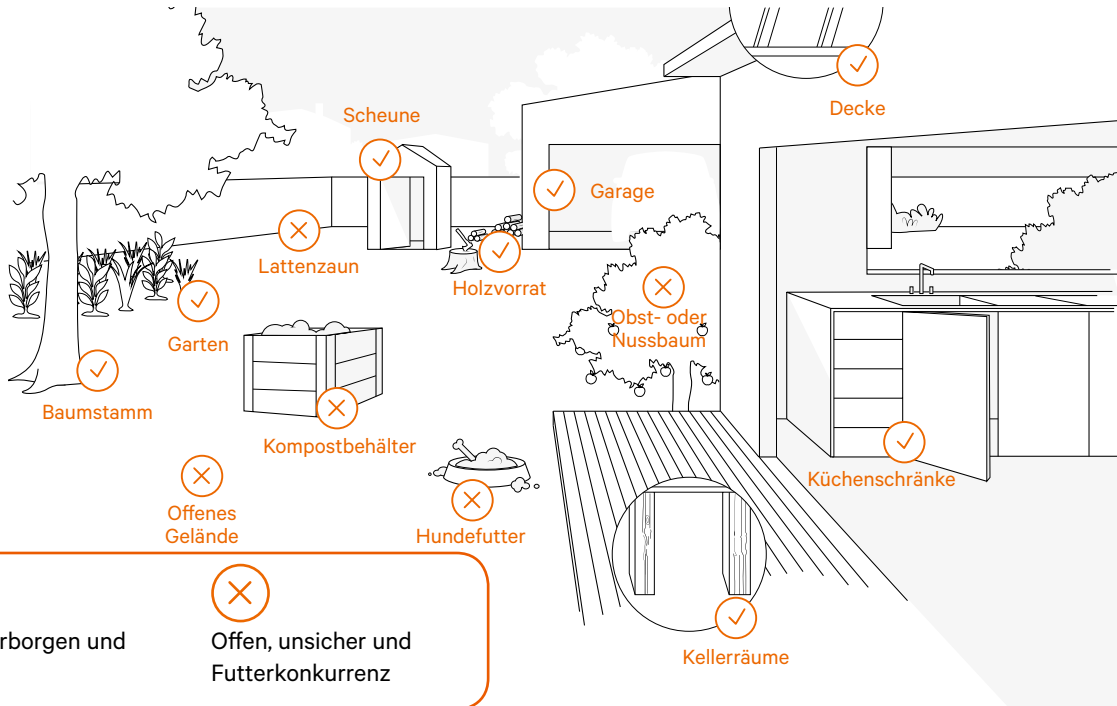 Decke
Scheune
Garage
Lattenzaun
Holzvorrat
Obst- oder
Nussbaum
Garten
Baumstamm
Kompostbehälter
Küchenschränke
Offenes
Gelände
Hundefutter
Kellerräume
rborgen und
Offen, unsicher und
Futterkonkurrenz